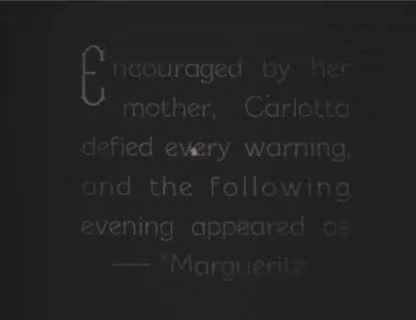 Encouraged by her
mother, Carlotta
defied every warning,
and the following
evening appeared as
— "Marguerite